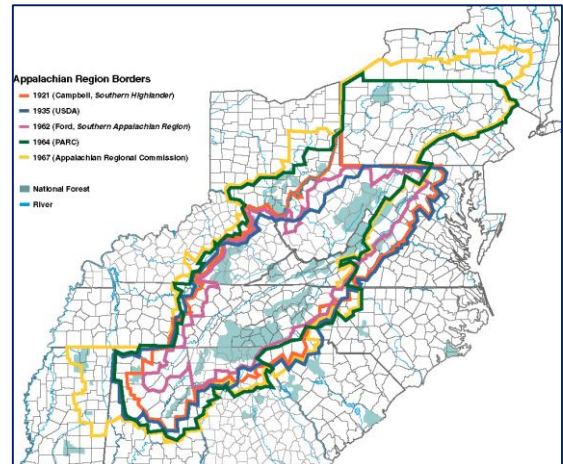 Appalachian Region Borders
1921 (Campbell, Southern Highlander)
1935 (USDA)
1962 (Ford, Southern Appalachian Region)
1964 (PARC)
1967 (Appalachian Regional Commission)
National Forest
River